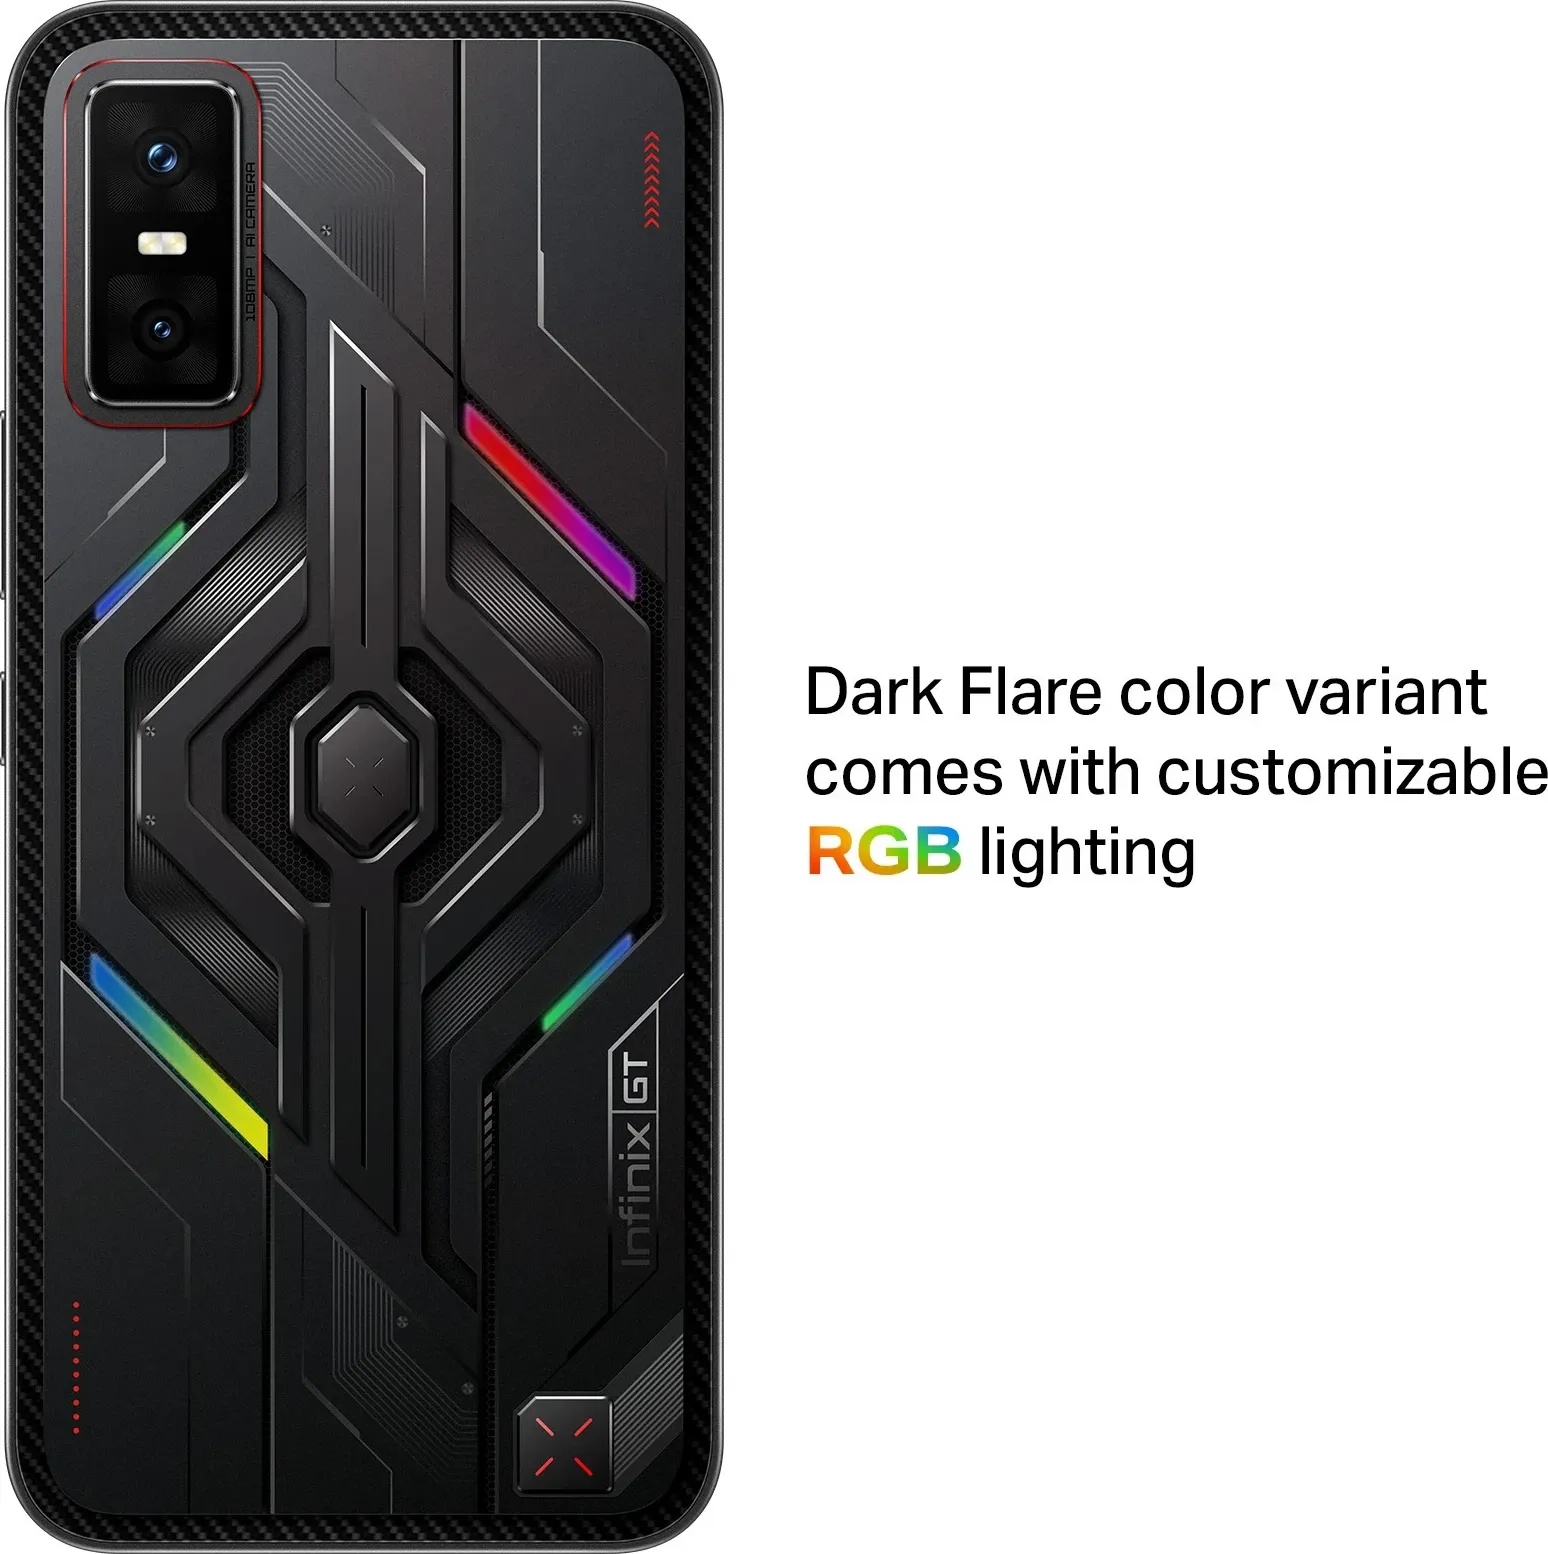 108MP | AI CAMERA
Infinix GT
Dark Flare color variant
comes with customizable
RGB lighting